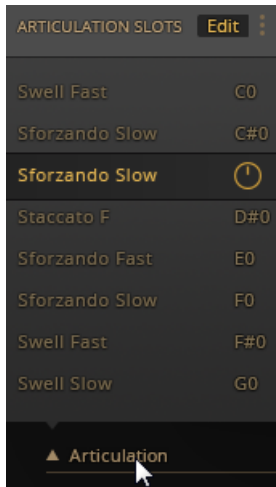 ARTICULATION SLOTS Edit
Swell Fast C0
Sforzando Slow C#0
Sforzando Slow
Staccato F D#0
Sforzando Fast E0
Sforzando Slow F0
Swell Fast F#0
Swell Slow G0
Articulation